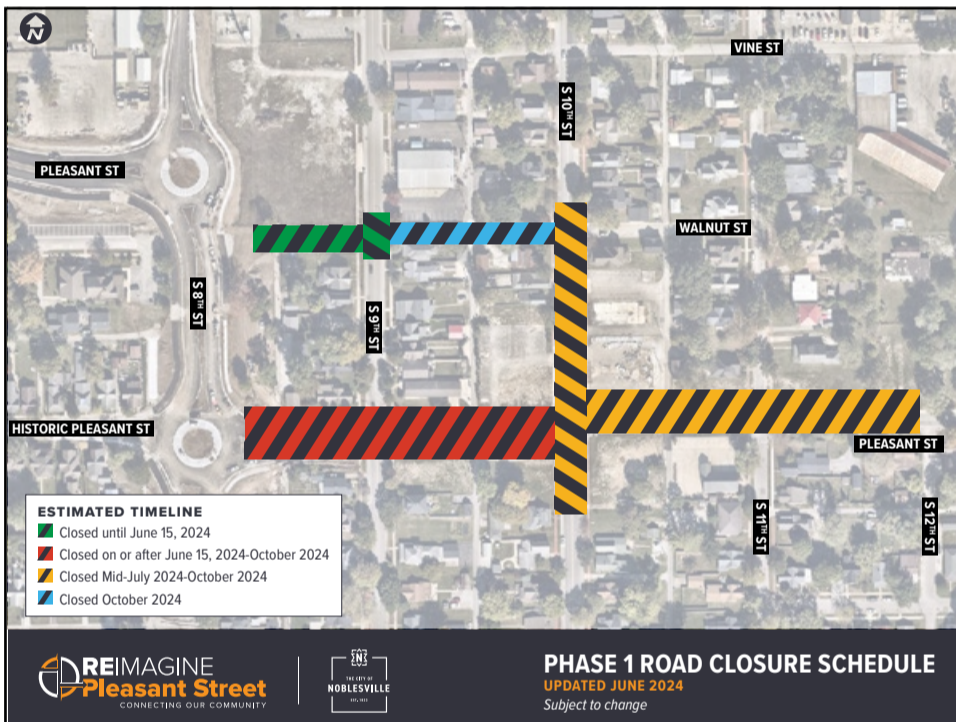 N
VINE ST
S 10TH ST
PLEASANT ST
WALNUT ST
S 8TH ST
S 9TH ST
HISTORIC PLEASANT ST
PLEASANT ST
S 11TH ST
S 12TH ST
ESTIMATED TIMELINE
Closed until June 15, 2024
Closed on or after June 15, 2024-October 2024
Closed Mid-July 2024-October 2024
Closed October 2024
REIMAGINE
Pleasant Street
CONNECTING OUR COMMUNITY
N
THE CITY OF
NOBLESVILLE
PHASE 1 ROAD CLOSURE SCHEDULE
UPDATED JUNE 2024
Subject to change